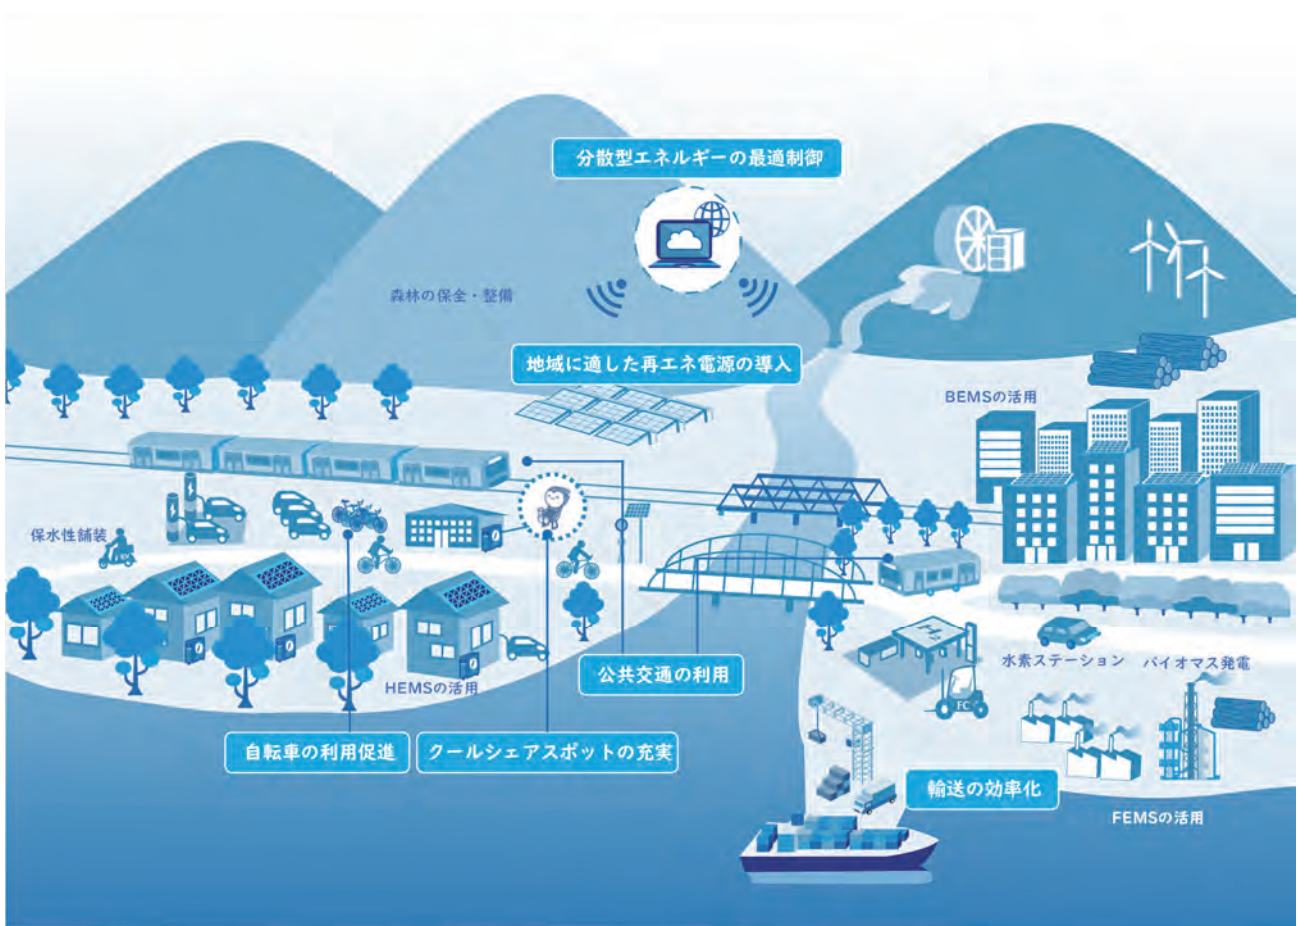 分散型エネルギーの最適制御
森林の保全・整備
地域に適した再エネ電源の導入
BEMSの活用
保水性舗装
水素ステーション
バイオマス発電
公共交通の利用
HEMSの活用
FC
自転車の利用促進
クールシェアスポットの充実
輸送の効率化
FEMSの活用